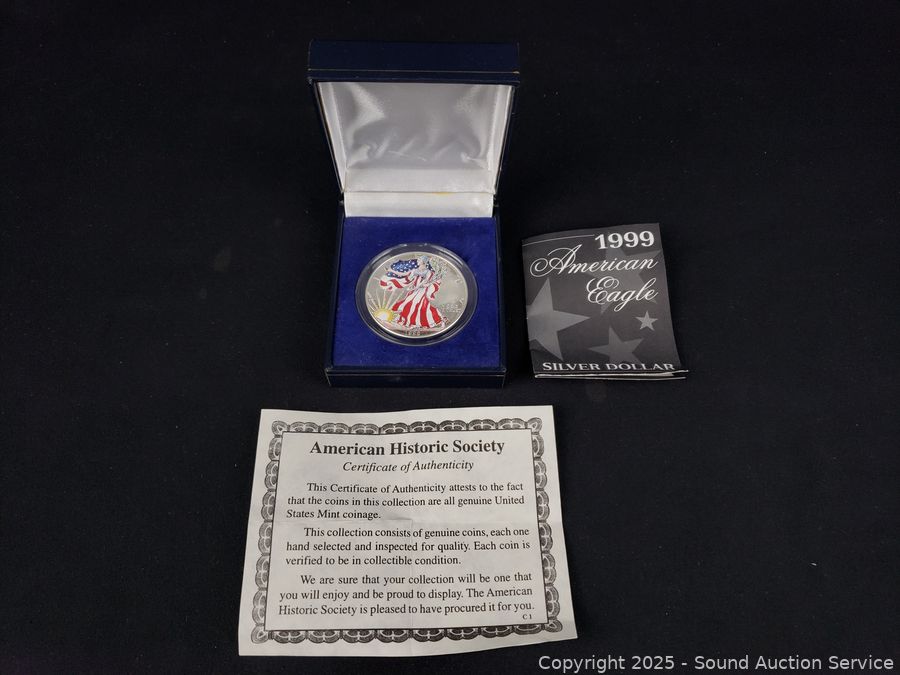 1999
American
Eagle
SILVER DOLLAR
American Historic Society
Certificate of Authenticity
This Certificate of Authenticity attests to the fact
that the coins in this collection are all genuine United
States Mint coinage.
This collection consists of genuine coins, each one
hand selected and inspected for quality. Each coin is
verified to be in collectible condition.
We are sure that your collection will be one that
you will enjoy and be proud to display. The American
Historic Society is pleased to have procured it for you.
C 1
Copyright 2025 - Sound Auction Service